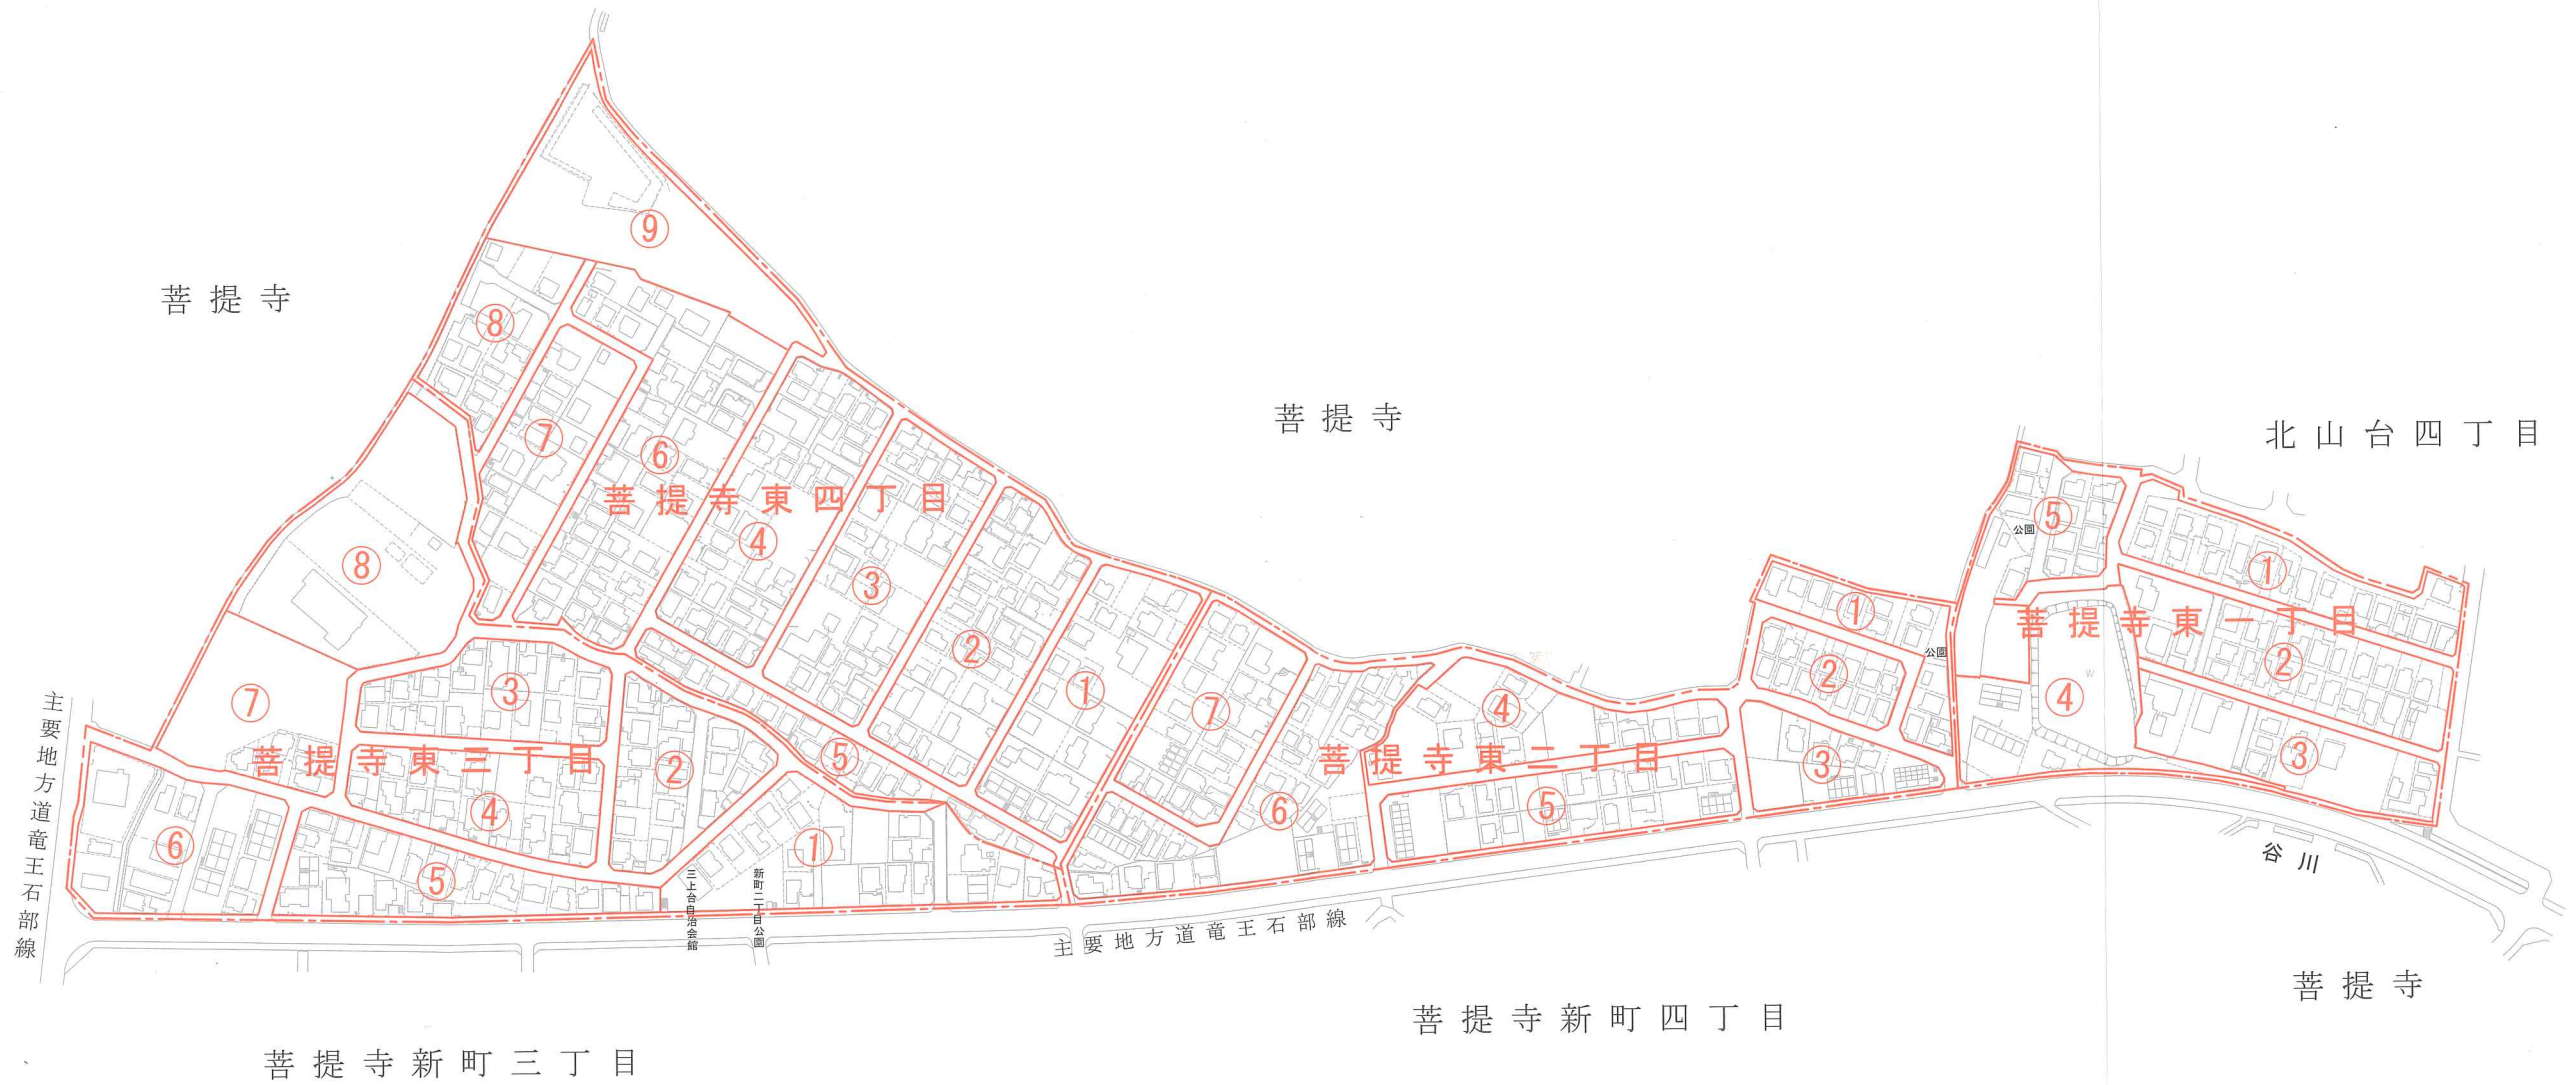 菩提寺
菩提寺
北山台四丁目
菩提寺東四丁目
⑨
⑧
⑦
⑥
④
③
②
①
⑤
菩提寺東三丁目
⑧
⑦
③
②
④
⑥
⑤
①
菩提寺東二丁目
⑦
④
⑥
⑤
①
②
③
公園
菩提寺東一丁目
⑤
公園
①
②
④
W
③
主要地方道竜王石部線
三上台自治会館
新町二丁目公園
主要地方道竜王石部線
谷川
菩提寺
菩提寺新町四丁目
菩提寺新町三丁目